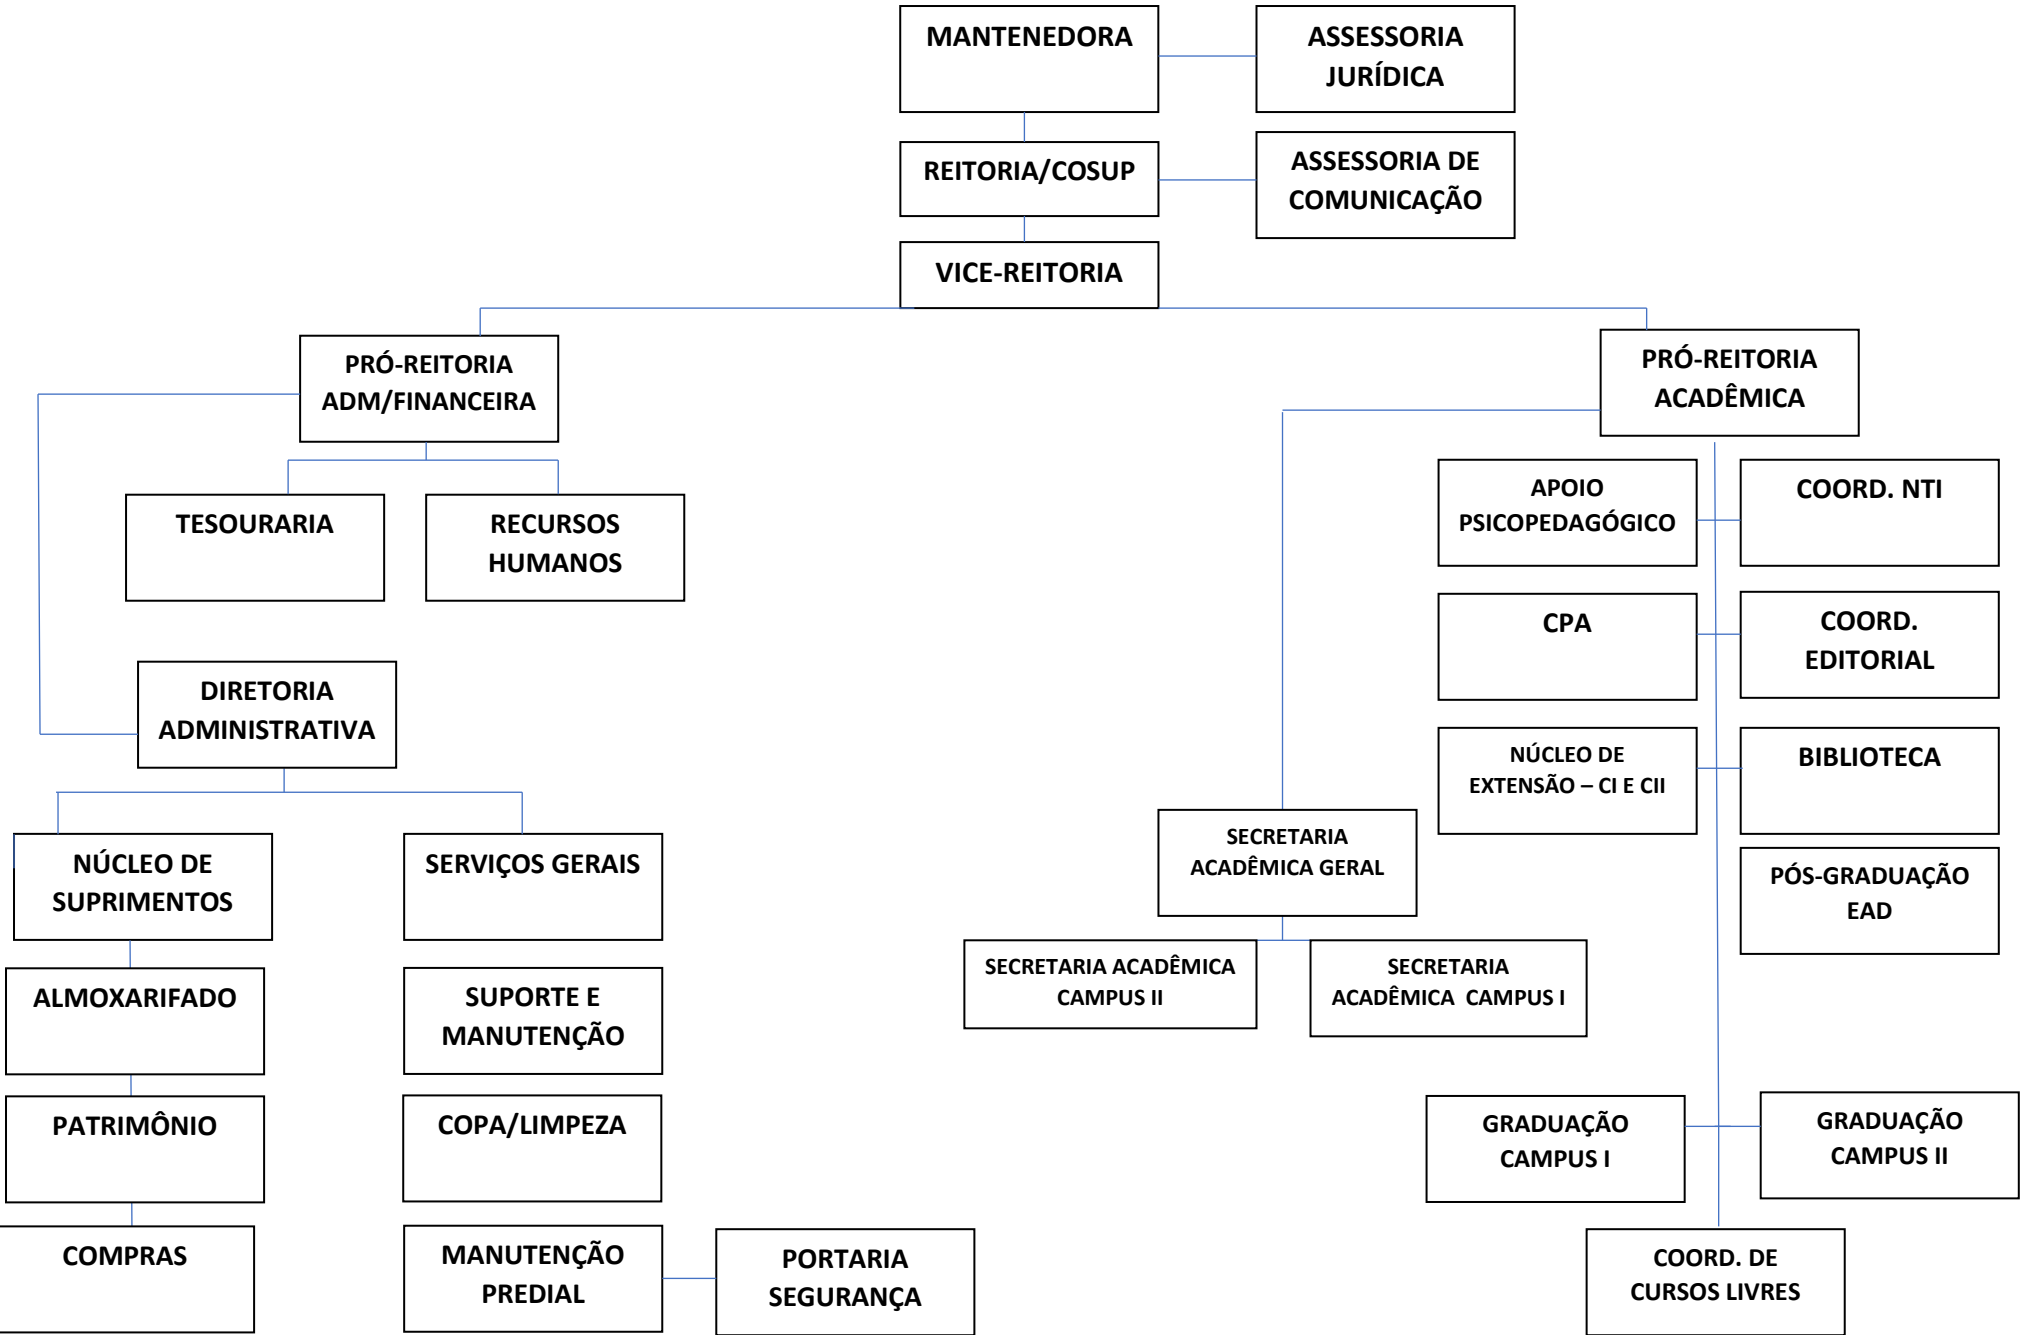 MANTENEDORA
ASSESSORIA
JURÍDICA
REITORIA/COSUP
ASSESSORIA DE
COMUNICAÇÃO
VICE-REITORIA
PRÓ-REITORIA
ADM/FINANCEIRA
PRÓ-REITORIA
ACADÊMICA
TESOURARIA
RECURSOS
HUMANOS
APOIO
PSICOPEDAGÓGICO
COORD. NTI
CPA
COORD.
EDITORIAL
DIRETORIA
ADMINISTRATIVA
NÚCLEO DE
EXTENSÃO – CI E CII
BIBLIOTECA
NÚCLEO DE
SUPRIMENTOS
SERVIÇOS GERAIS
SECRETARIA
ACADÊMICA GERAL
PÓS-GRADUAÇÃO
EAD
ALMOXARIFADO
SUPORTE E
MANUTENÇÃO
SECRETARIA ACADÊMICA
CAMPUS II
SECRETARIA
ACADÊMICA  CAMPUS I
PATRIMÔNIO
COPA/LIMPEZA
GRADUAÇÃO
CAMPUS I
GRADUAÇÃO
CAMPUS II
COMPRAS
MANUTENÇÃO
PREDIAL
PORTARIA
SEGURANÇA
COORD. DE
CURSOS LIVRES